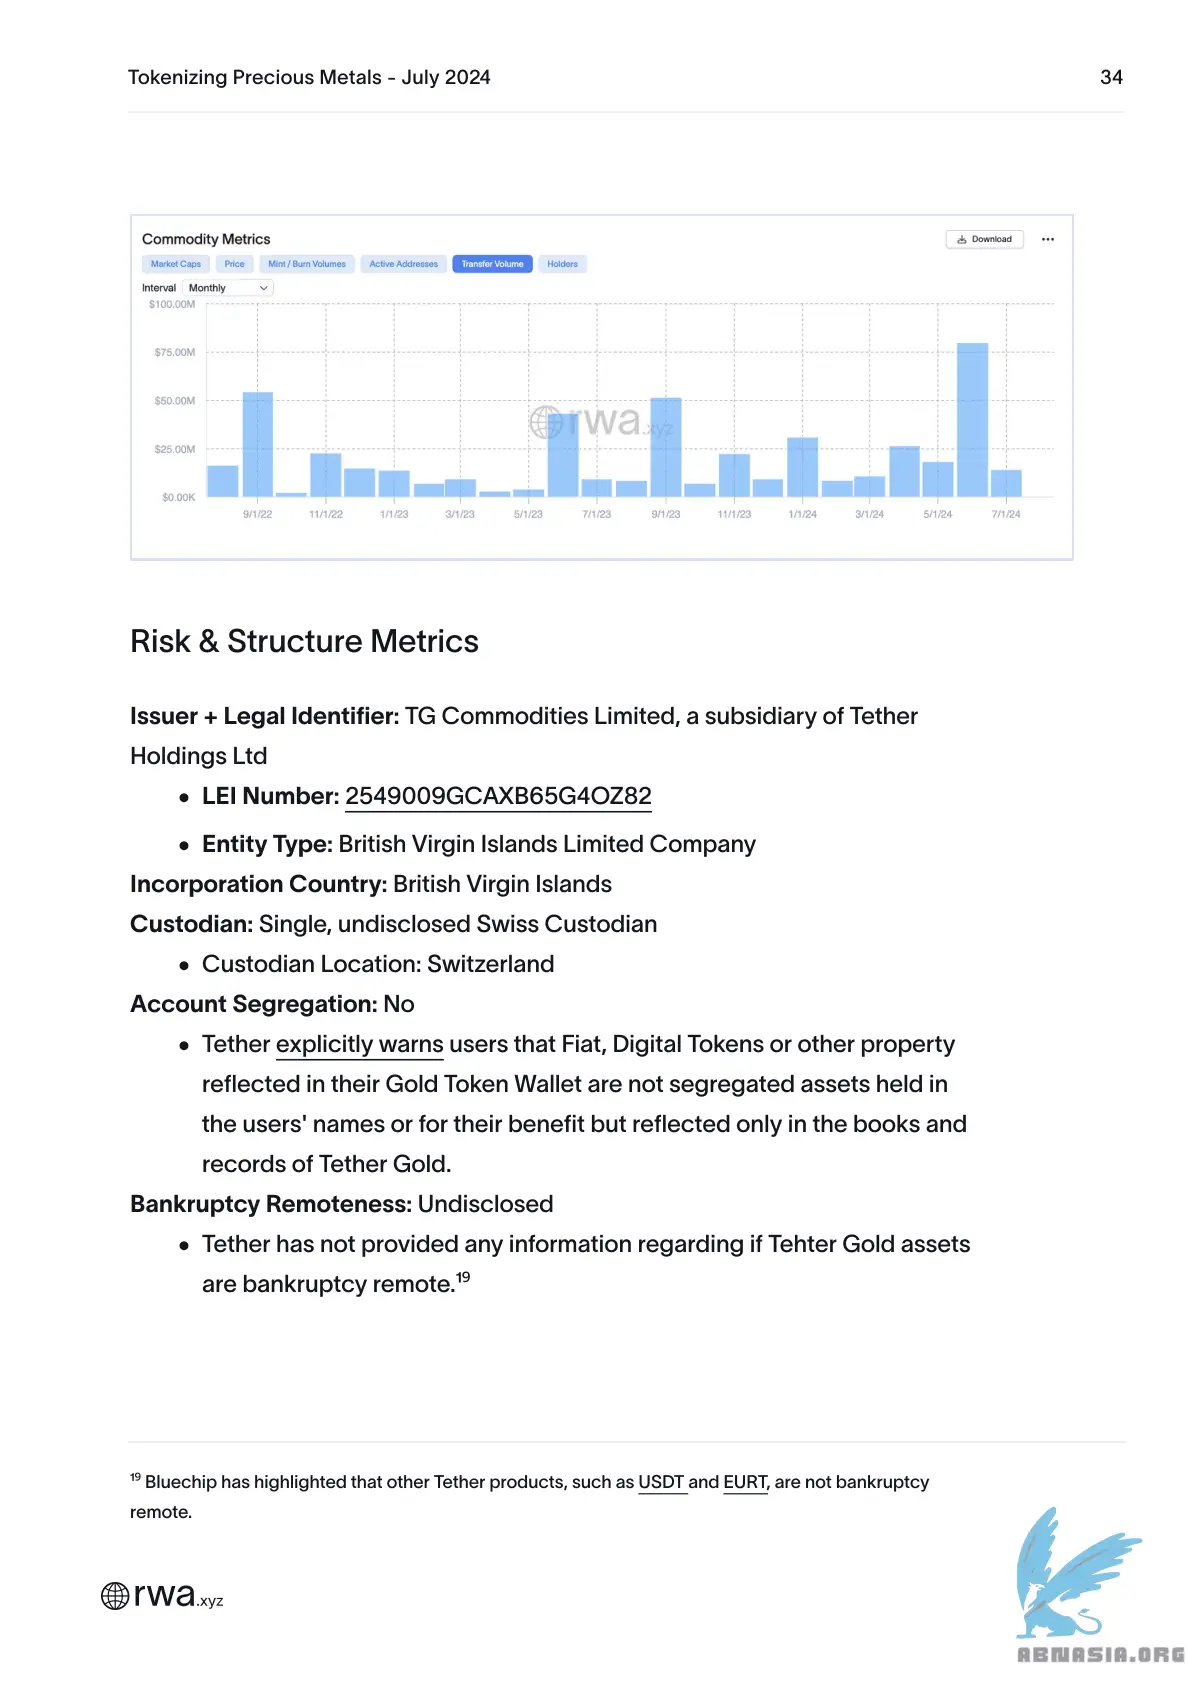 Tokenizing Precious Metals - July 2024 34
Commodity Metrics
Download
Market Caps Price Mint / Burn Volumes Active Addresses Transfer Volume Holders
Interval Monthly
$100.00M
$75.00M
$50.00M
$25.00M
$0.00K
rwa.xyz
9/1/22 11/1/22 1/1/23 3/1/23 5/1/23 7/1/23 9/1/23 11/1/23 1/1/24 3/1/24 5/1/24 7/1/24
Risk & Structure Metrics
Issuer + Legal Identifier: TG Commodities Limited, a subsidiary of Tether
Holdings Ltd
• LEI Number: 2549009GCAXB65G4OZ82
• Entity Type: British Virgin Islands Limited Company
Incorporation Country: British Virgin Islands
Custodian: Single, undisclosed Swiss Custodian
• Custodian Location: Switzerland
Account Segregation: No
• Tether explicitly warns users that Fiat, Digital Tokens or other property
reflected in their Gold Token Wallet are not segregated assets held in
the users' names or for their benefit but reflected only in the books and
records of Tether Gold.
Bankruptcy Remoteness: Undisclosed
• Tether has not provided any information regarding if Tehter Gold assets
are bankruptcy remote.19
19 Bluechip has highlighted that other Tether products, such as USDT and EURT, are not bankruptcy
remote.
rwa.xyz
ABNASIA.ORG